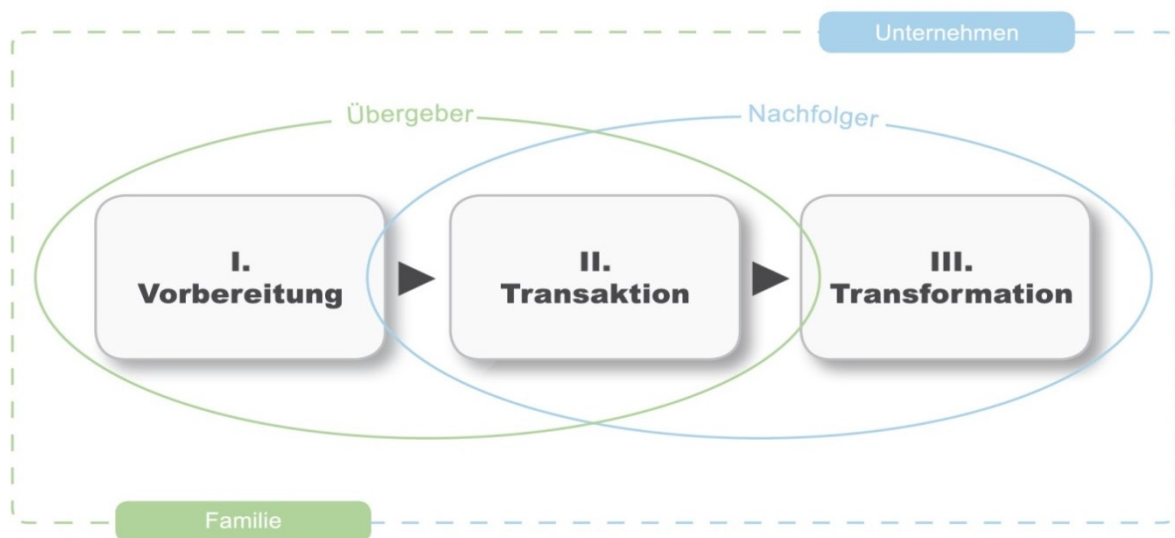 Unternehmen
Übergeber
Nachfolger
I.
Vorbereitung
II.
Transaktion
III.
Transformation
Familie